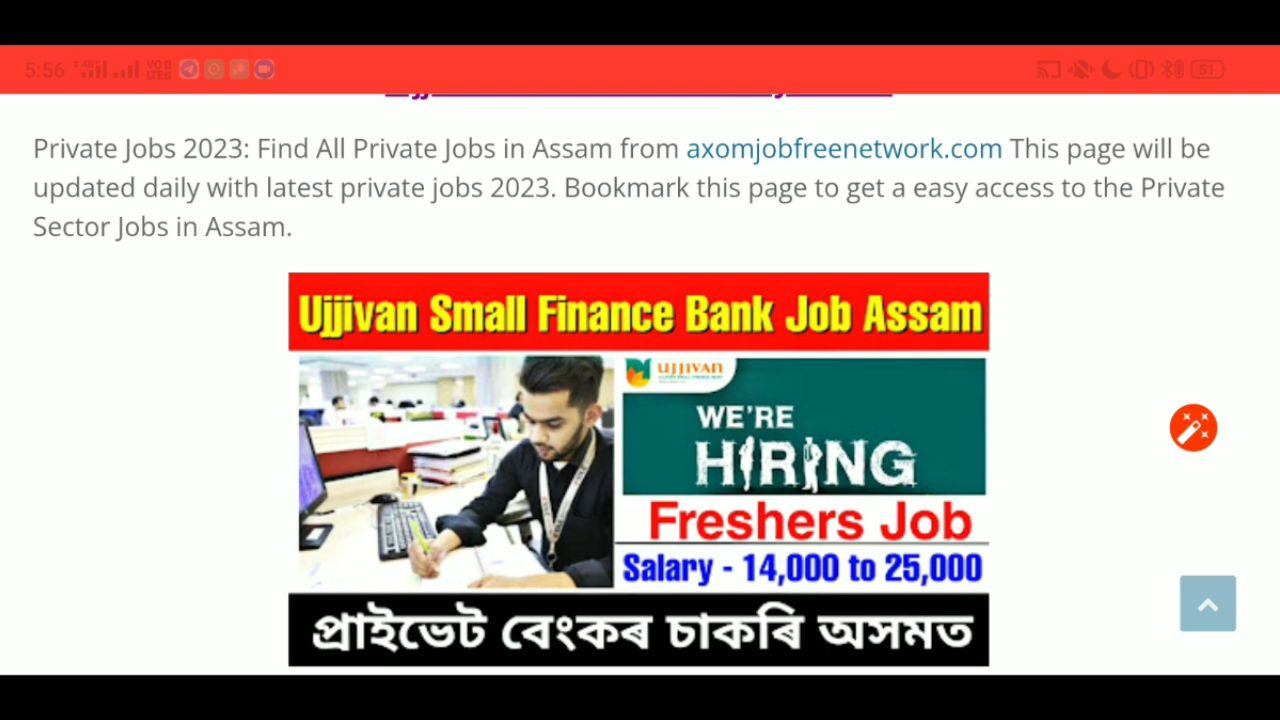 5:56
51
Private Jobs 2023: Find All Private Jobs in Assam from axomjobfreenetwork.com This page will be
updated daily with latest private jobs 2023. Bookmark this page to get a easy access to the Private
Sector Jobs in Assam.
Ujjivan Small Finance Bank Job Assam
UJJIVAN
WE'RE
HIRING
Freshers Job
Salary - 14,000 to 25,000
প্ৰাইভেট বেংকৰ চাকৰি অসমত